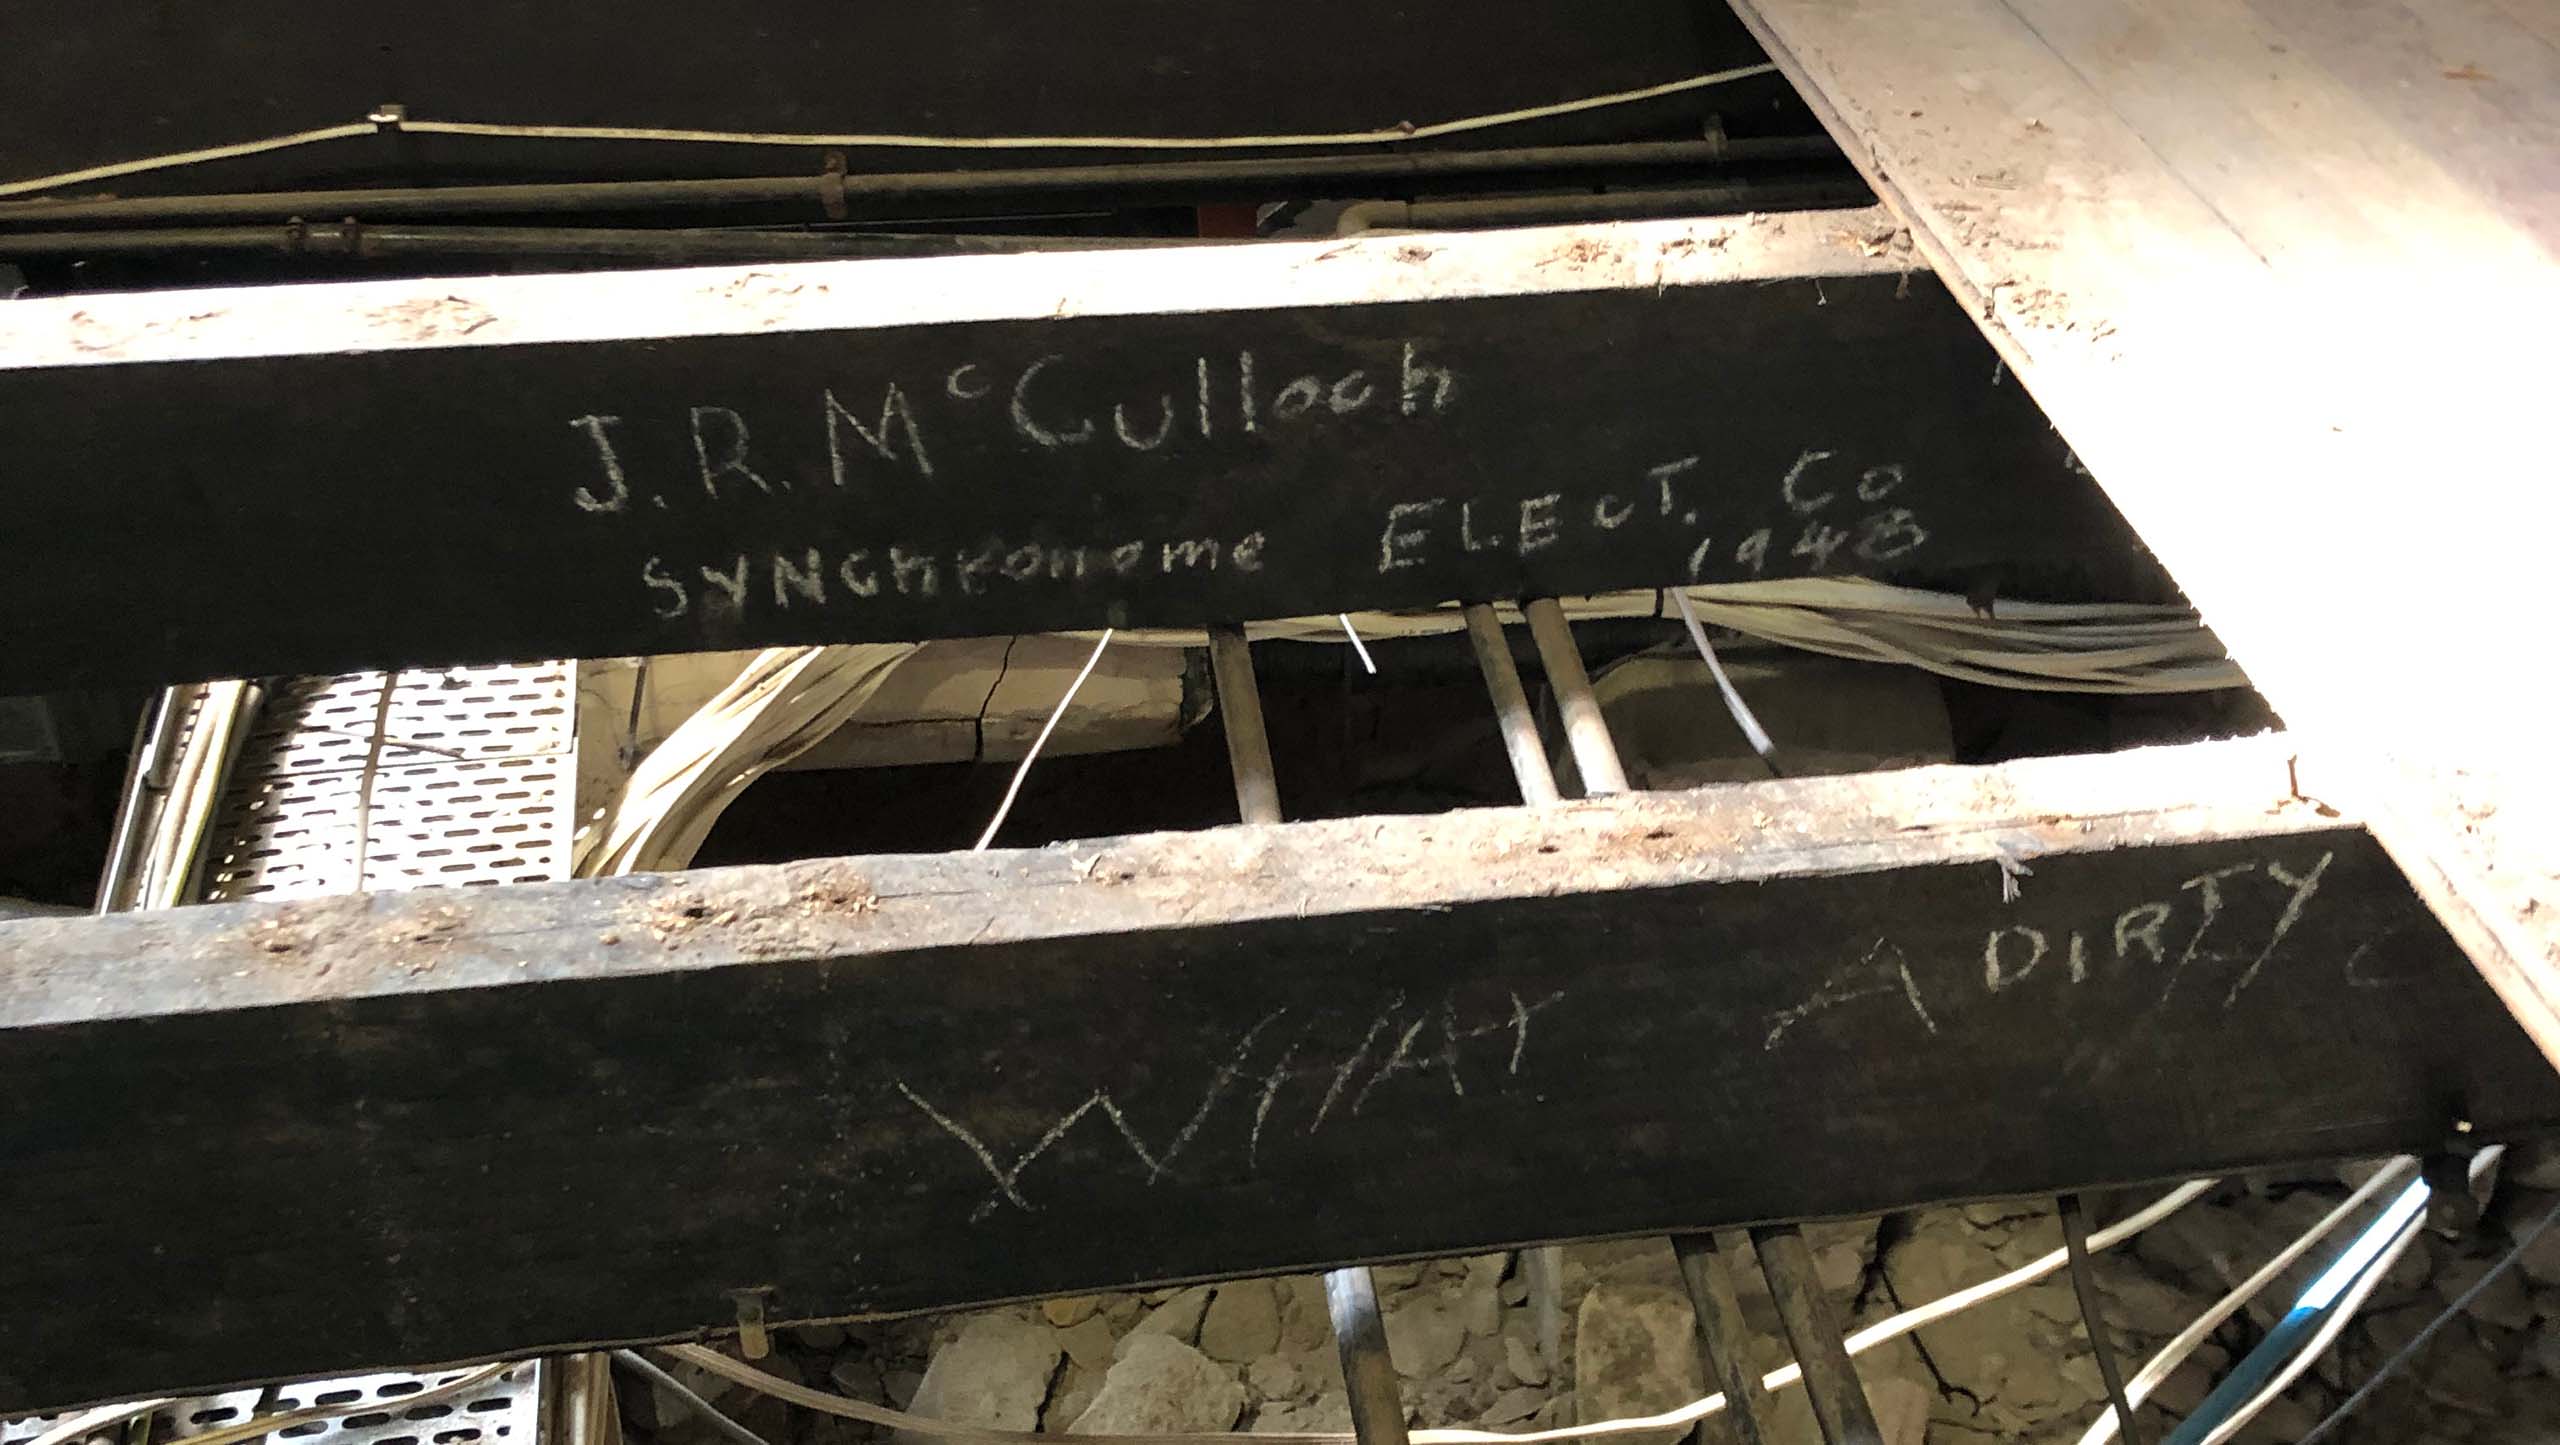 J.R. McCulloch
SYNchronome ELEcT. Co
1948
WHAT A DIRTY